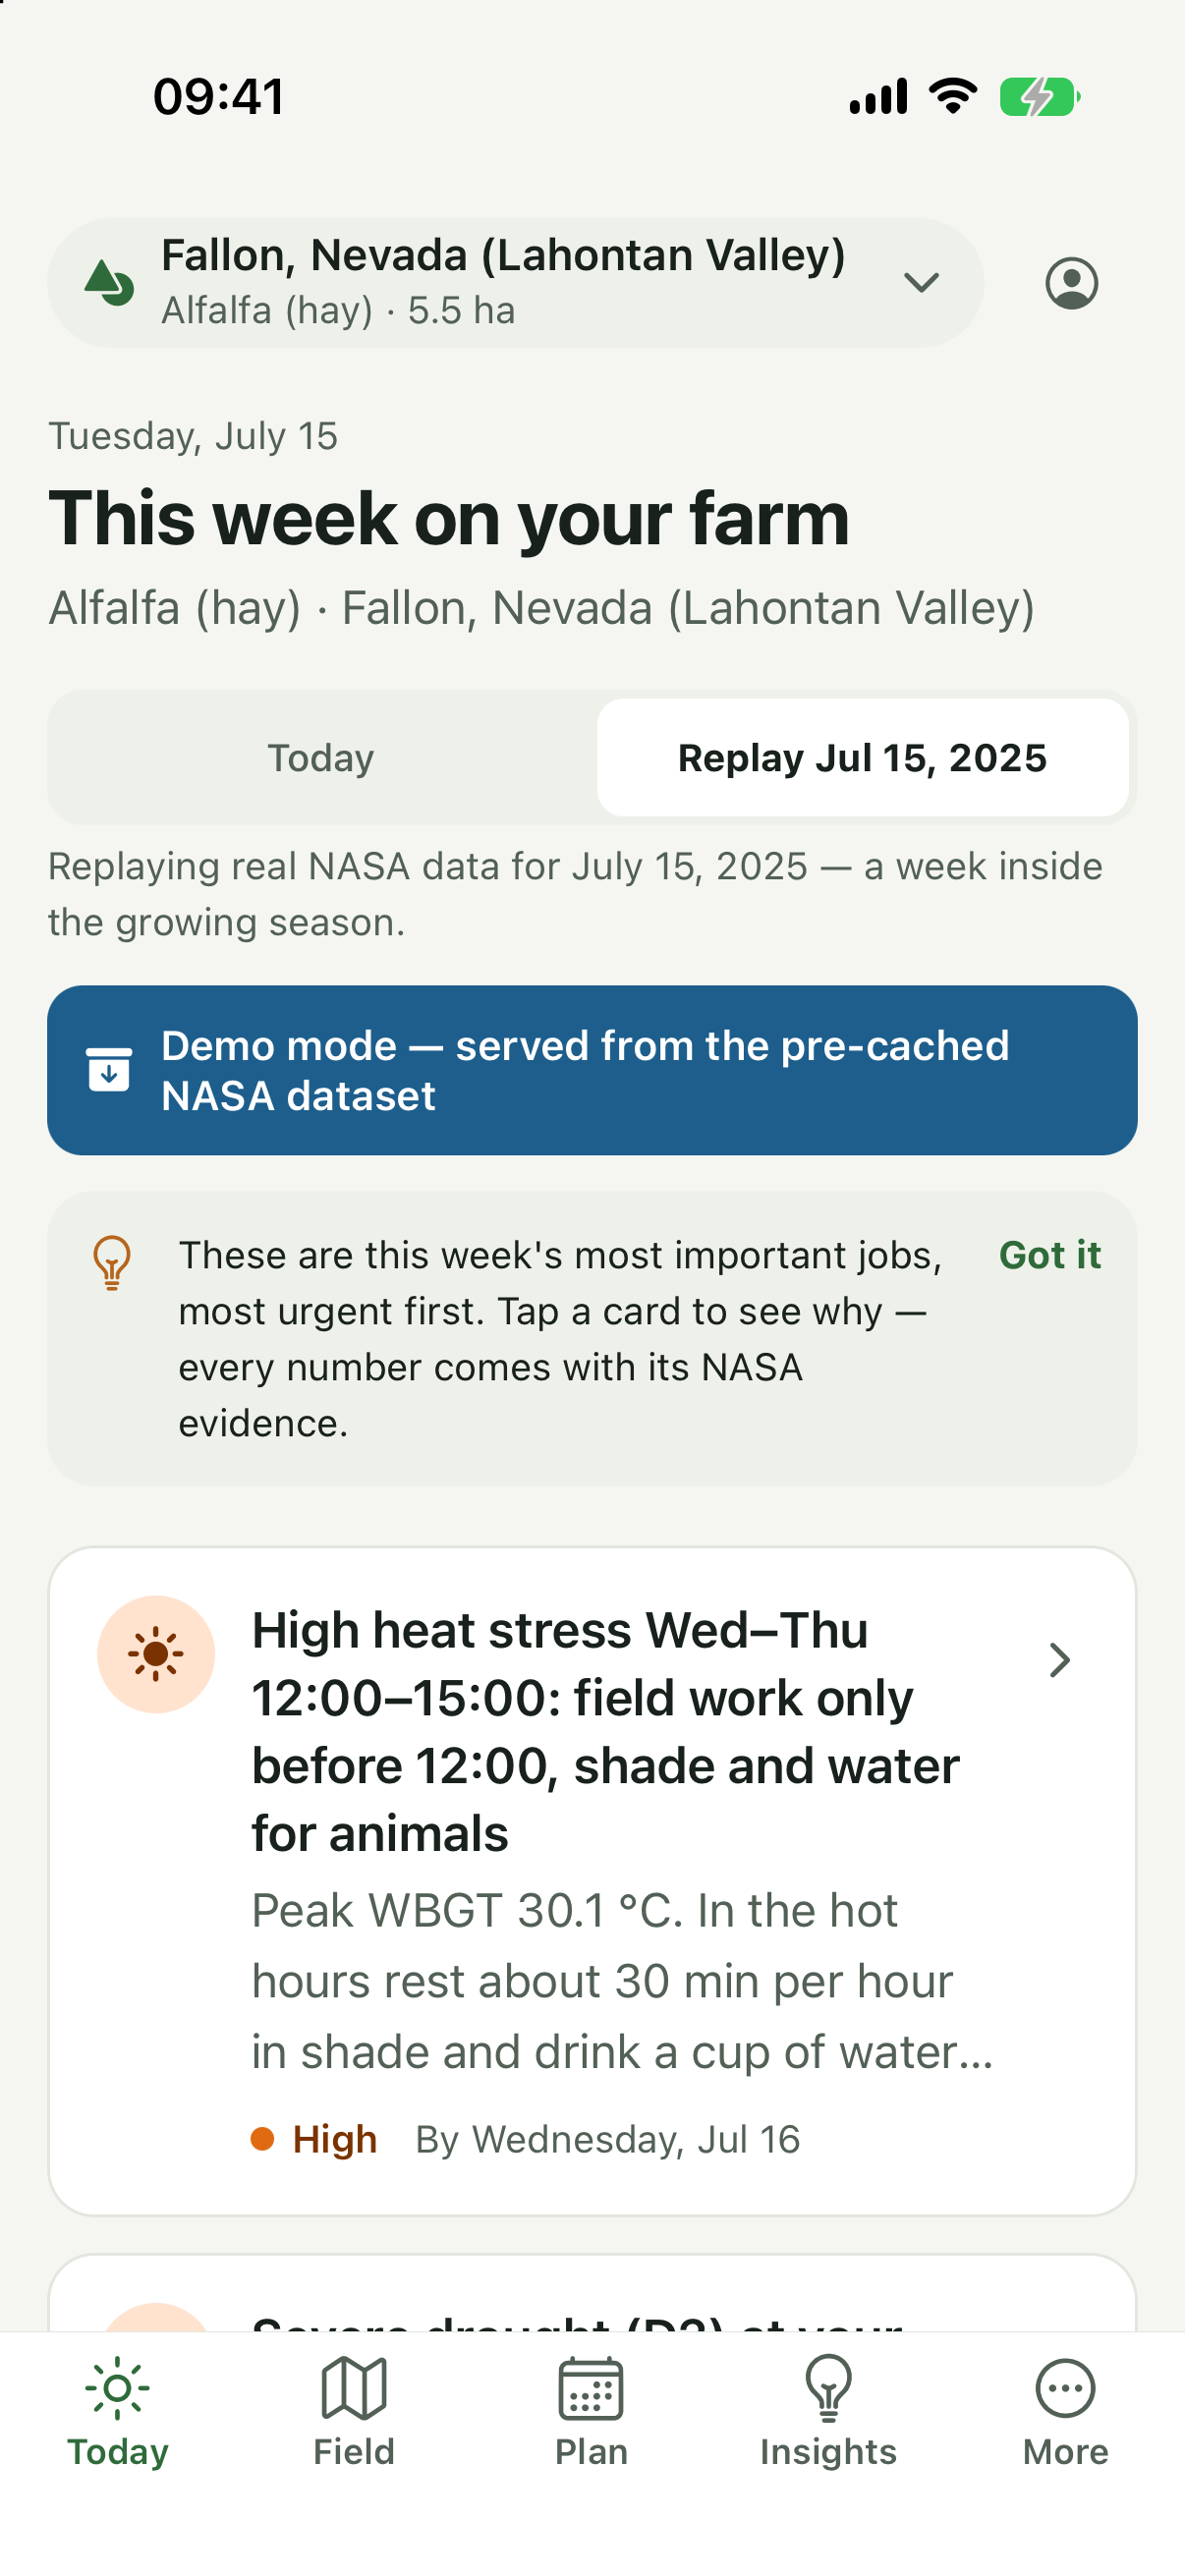 09:41
Fallon, Nevada (Lahontan Valley)
Alfalfa (hay) · 5.5 ha
Tuesday, July 15
This week on your farm
Alfalfa (hay) · Fallon, Nevada (Lahontan Valley)
Today
Replay Jul 15, 2025
Replaying real NASA data for July 15, 2025 — a week inside
the growing season.
Demo mode — served from the pre-cached
NASA dataset
These are this week's most important jobs,
most urgent first. Tap a card to see why —
every number comes with its NASA
evidence.
Got it
High heat stress Wed–Thu
12:00–15:00: field work only
before 12:00, shade and water
for animals
Peak WBGT 30.1 °C. In the hot
hours rest about 30 min per hour
in shade and drink a cup of water...
High
By Wednesday, Jul 16
Severe drought (D2) at your
Today
Field
Plan
Insights
More